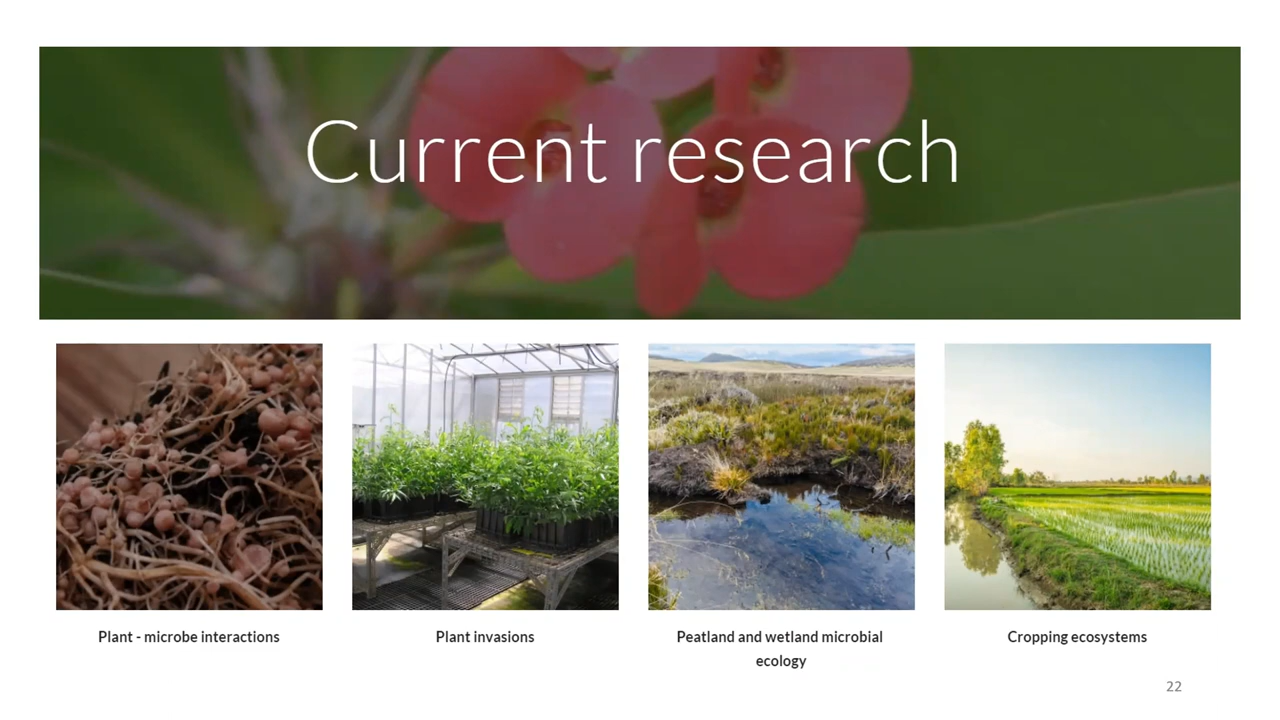 Current research
Plant - microbe interactions
Plant invasions
Peatland and wetland microbial
ecology
Cropping ecosystems
22